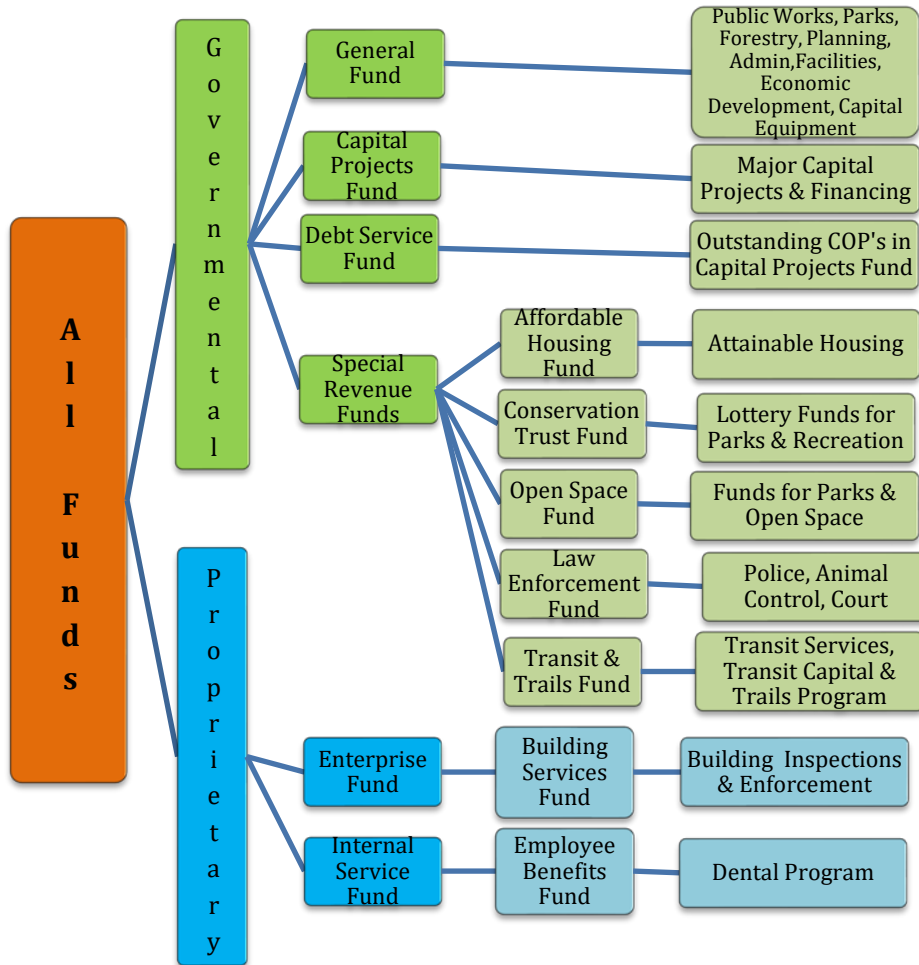 All Funds
Governmental
General
Fund
Public Works, Parks,
Forestry, Planning,
Admin,Facilities,
Economic
Development, Capital
Equipment
Capital
Projects
Fund
Major Capital
Projects & Financing
Debt Service
Fund
Outstanding COP's in
Capital Projects Fund
Special
Revenue
Funds
Affordable
Housing
Fund
Attainable Housing
Conservation
Trust Fund
Lottery Funds for
Parks & Recreation
Open Space
Fund
Funds for Parks &
Open Space
Law
Enforcement
Fund
Police, Animal
Control, Court
Transit &
Trails Fund
Transit Services,
Transit Capital &
Trails Program
Proprietary
Enterprise
Fund
Building
Services
Fund
Building Inspections
& Enforcement
Internal
Service
Fund
Employee
Benefits
Fund
Dental Program